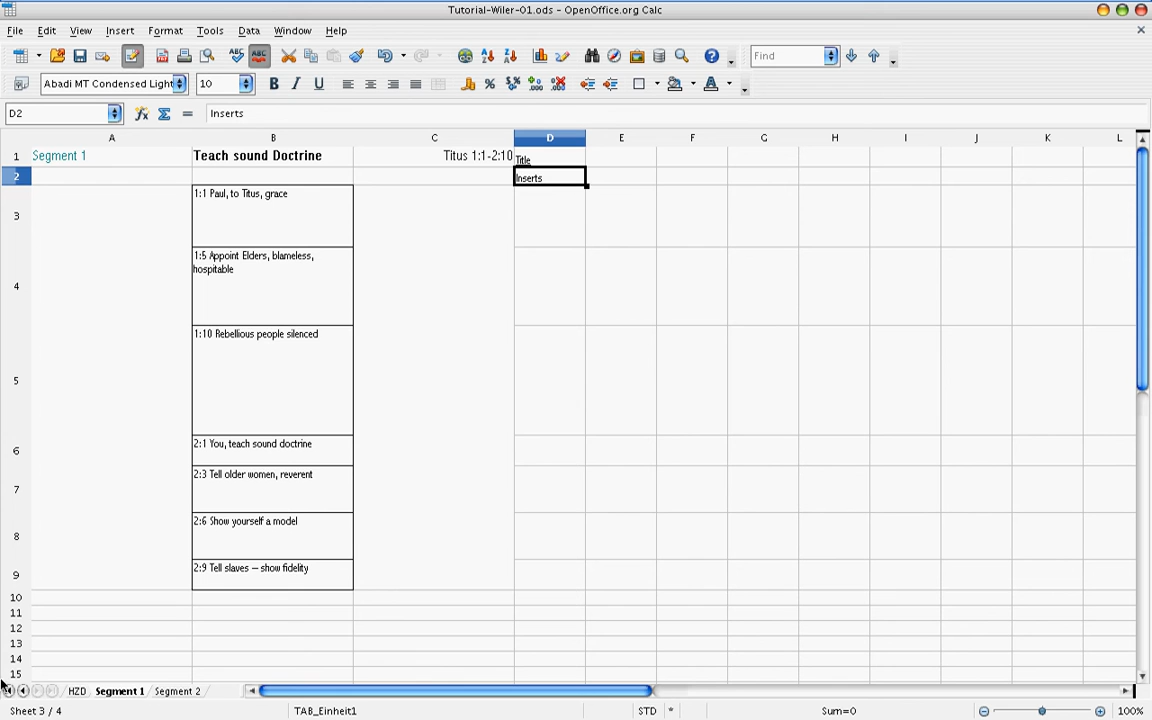 Tutorial-Wiler-01.ods - OpenOffice.org Calc
File Edit View Insert Format Tools Data Window Help
Find
Abadi MT Condensed Light 10
D2 Inserts
A B C D E F G H I J K L
1 Segment 1 Teach sound Doctrine Titus 1:1-2:10 Title
2 Inserts
3 1:1 Paul, to Titus, grace
4 1:5 Appoint Elders, blameless,
hospitable
5 1:10 Rebellious people silenced
6 2:1 You, teach sound doctrine
7 2:3 Tell older women, reverent
8 2:6 Show yourself a model
9 2:9 Tell slaves – show fidelity
10
11
12
13
14
15
HZD Segment 1 Segment 2
Sheet 3 / 4 TAB_Einheit1 STD * Sum=0 100%